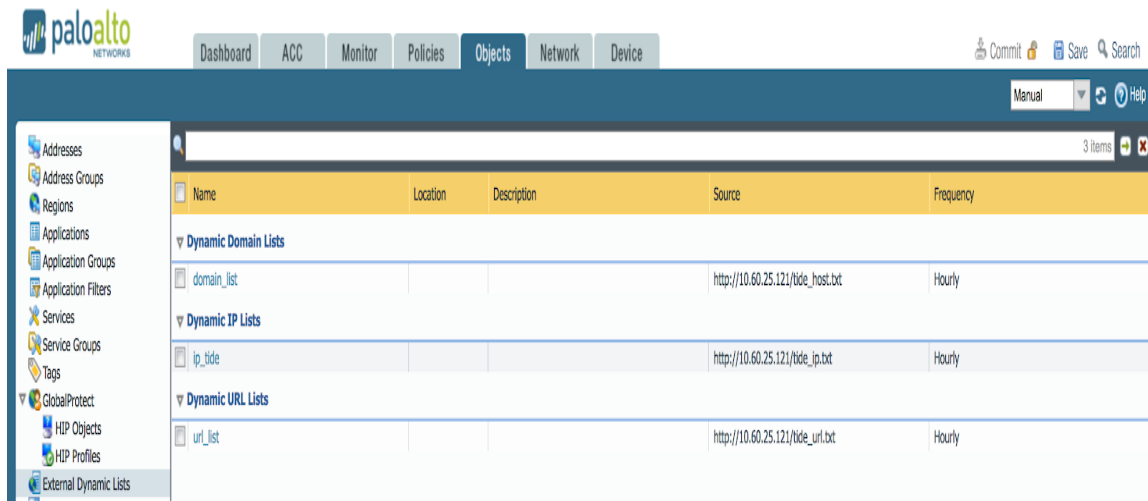 paloalto
NETWORKS
Dashboard ACC Monitor Policies Objects Network Device
Commit Save Search
Manual Help
3 items
Addresses
Address Groups
Regions
Applications
Application Groups
Application Filters
Services
Service Groups
Tags
GlobalProtect
HIP Objects
HIP Profiles
External Dynamic Lists
Name Location Description Source Frequency
Dynamic Domain Lists
domain_list http://10.60.25.121/tide_host.txt Hourly
Dynamic IP Lists
ip_tide http://10.60.25.121/tide_ip.txt Hourly
Dynamic URL Lists
url_list http://10.60.25.121/tide_url.txt Hourly